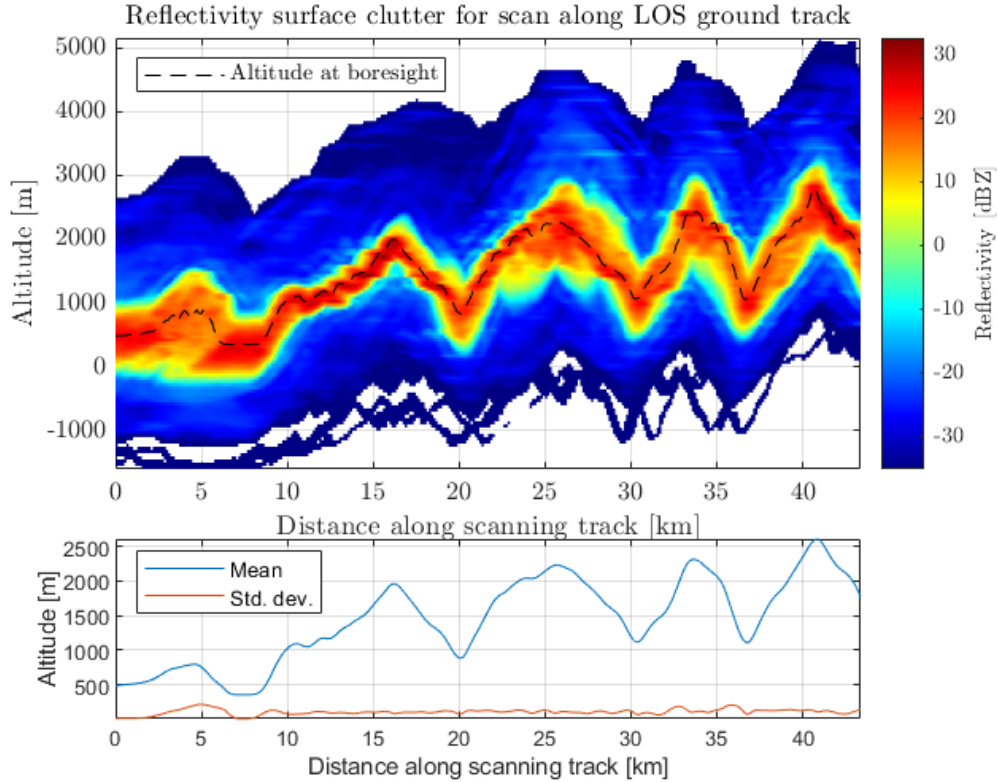 Reflectivity surface clutter for scan along LOS ground track
Altitude at boresight
Altitude [m]
5000
4000
3000
2000
1000
0
-1000
0 5 10 15 20 25 30 35 40
Distance along scanning track [km]
30
20
10
0
-10
-20
-30
Reflectivity [dBZ]
Mean
Std. dev.
Altitude [m]
2500
2000
1500
1000
500
0 5 10 15 20 25 30 35 40
Distance along scanning track [km]